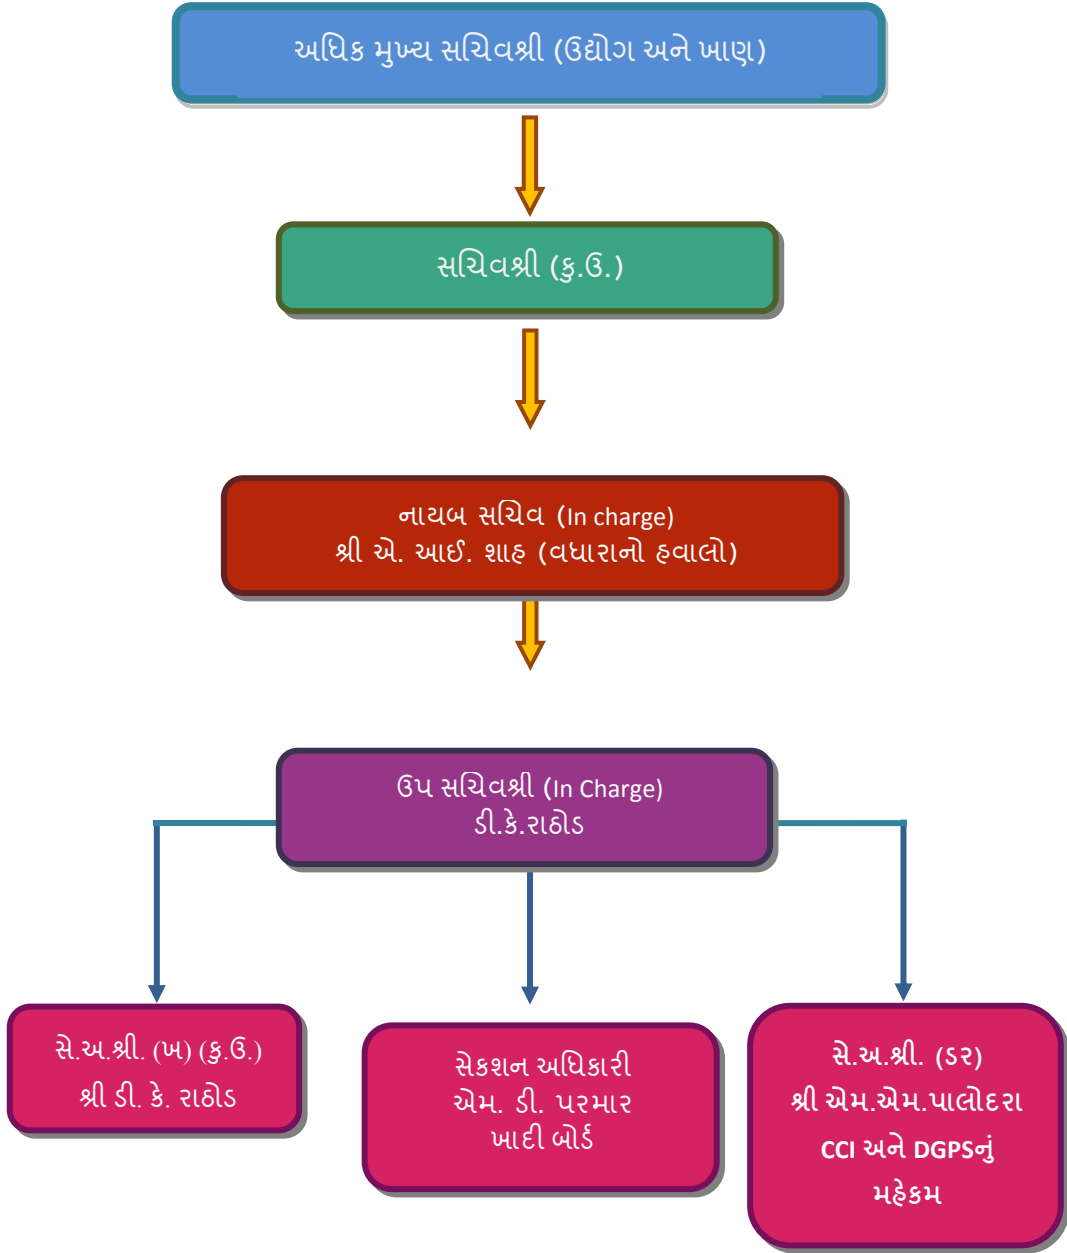 અધિક મુખ્ય સચિવશ્રી (ઉદ્યોગ અને ખાણ)
સચિવશ્રી (કુ.ઉ.)
નાયબ સચિવ (In charge)
શ્રી એ. આઈ. શાહ (વધારાનો હવાલો)
ઉપ સચિવશ્રી (In Charge)
ડી.કે.રાઠોડ
સે.અ.શ્રી. (ખ) (કુ.ઉ.)
શ્રી ડી. કે. રાઠોડ
સેકશન અધિકારી
એમ. ડી. પરમાર
ખાદી બોર્ડ
સે.અ.શ્રી. (ડર)
શ્રી એમ.એમ.પાલોદરા
CCI અને DGPSનું
મહેકમ